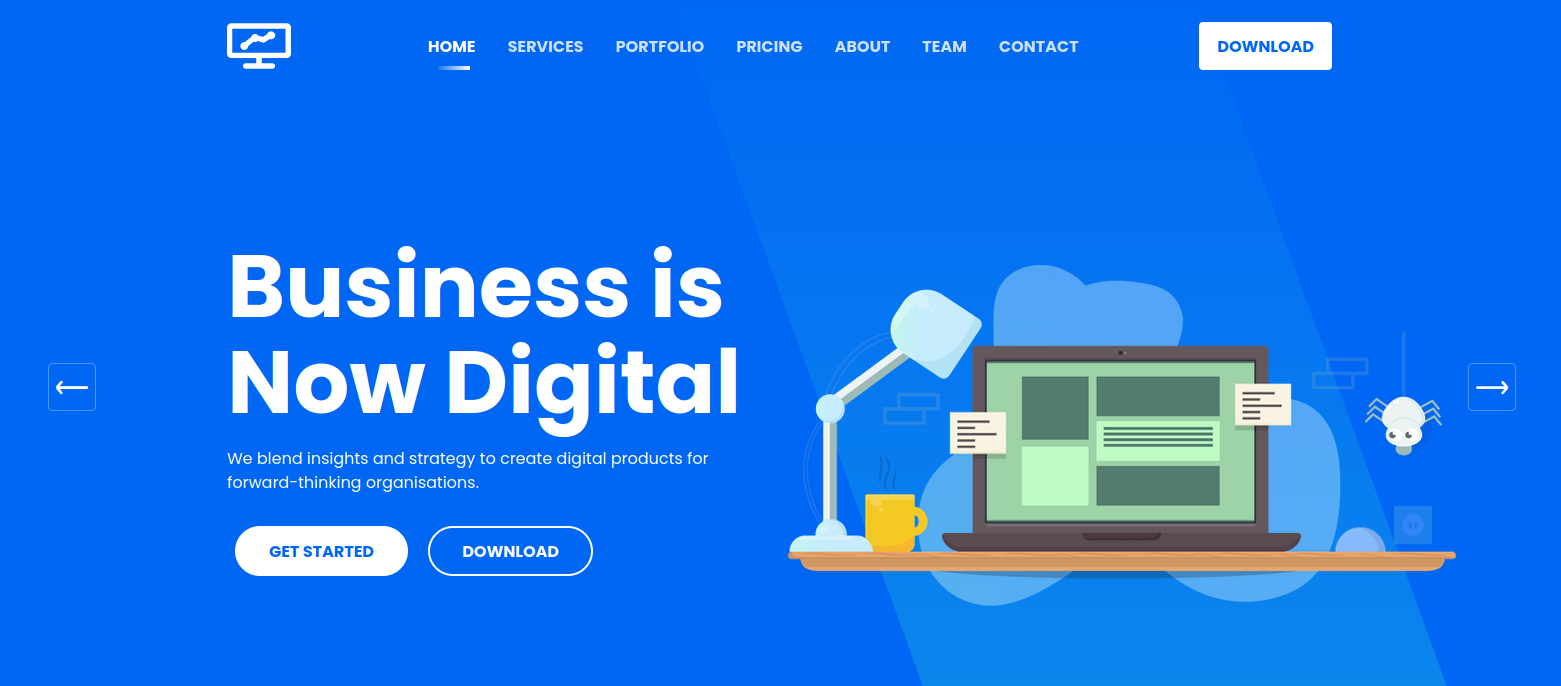 HOME SERVICES PORTFOLIO PRICING ABOUT TEAM CONTACT DOWNLOAD
Business is
Now Digital
We blend insights and strategy to create digital products for
forward-thinking organisations.
GET STARTED DOWNLOAD